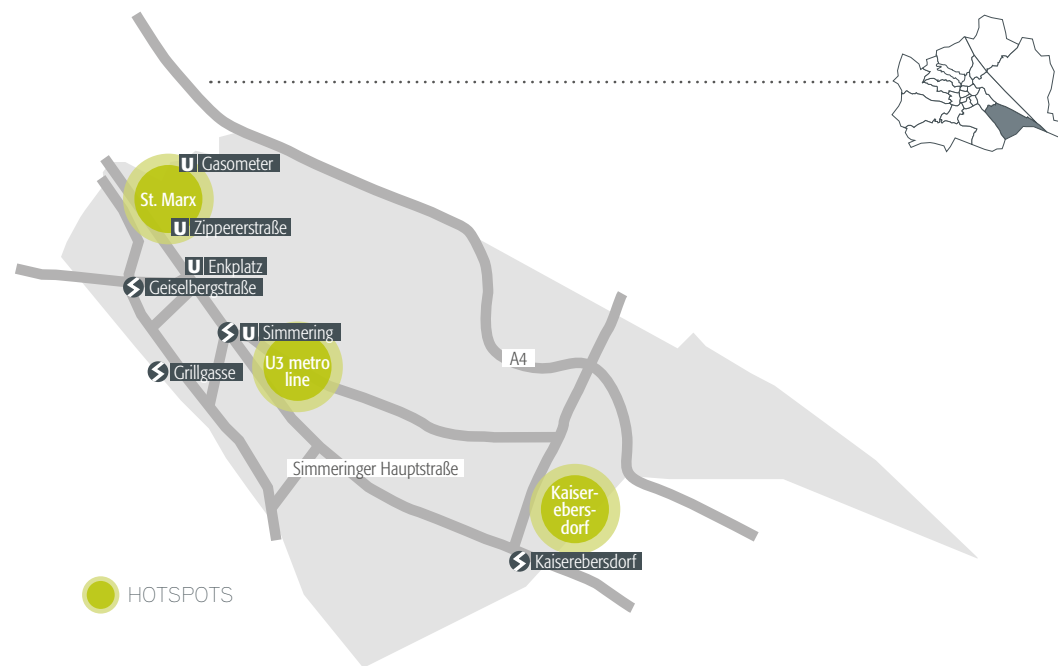 U Gasometer
St. Marx
U Zippererstraße
U Enkplatz
Geiselbergstraße
U Simmering
U3 metro
line
Grillgasse
A4
Simmeringer Hauptstraße
Kaiser-
ebers-
dorf
Kaiserebersdorf
HOTSPOTS